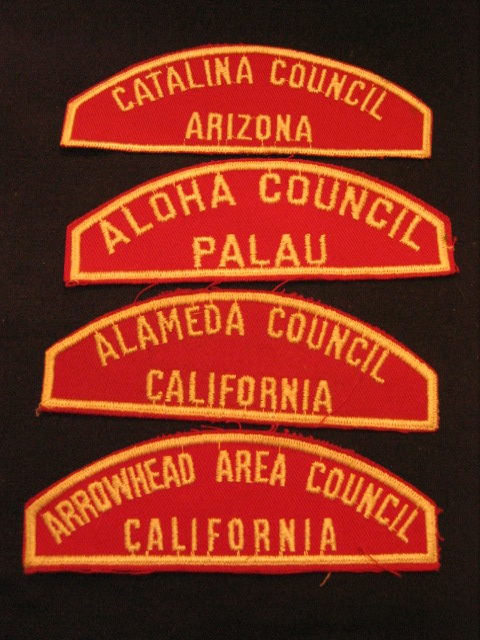 CATALINA COUNCIL
ARIZONA
ALOHA COUNCIL
PALAU
ALAMEDA COUNCIL
CALIFORNIA
ARROWHEAD AREA COUNCIL
CALIFORNIA